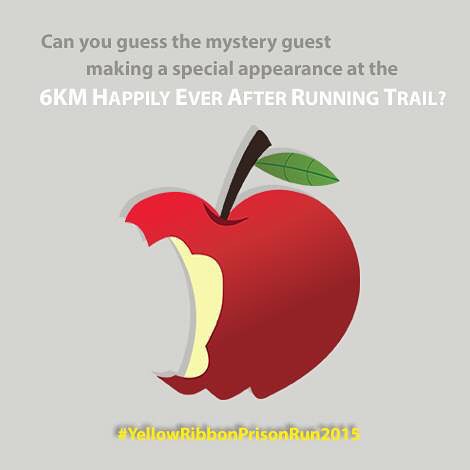 Can you guess the mystery guest
making a special appearance at the
6KM HAPPILY EVER AFTER RUNNING TRAIL?
#YellowRibbonPrisonRun2015